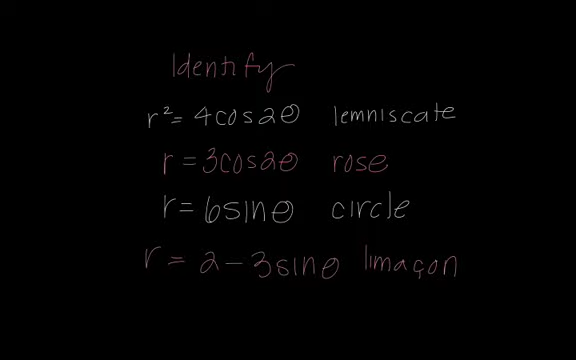 Identify
r² = 4cos2θ lemniscate
r = 3cos2θ rose
r = 6sinθ circle
r = 2 - 3sinθ limaçon